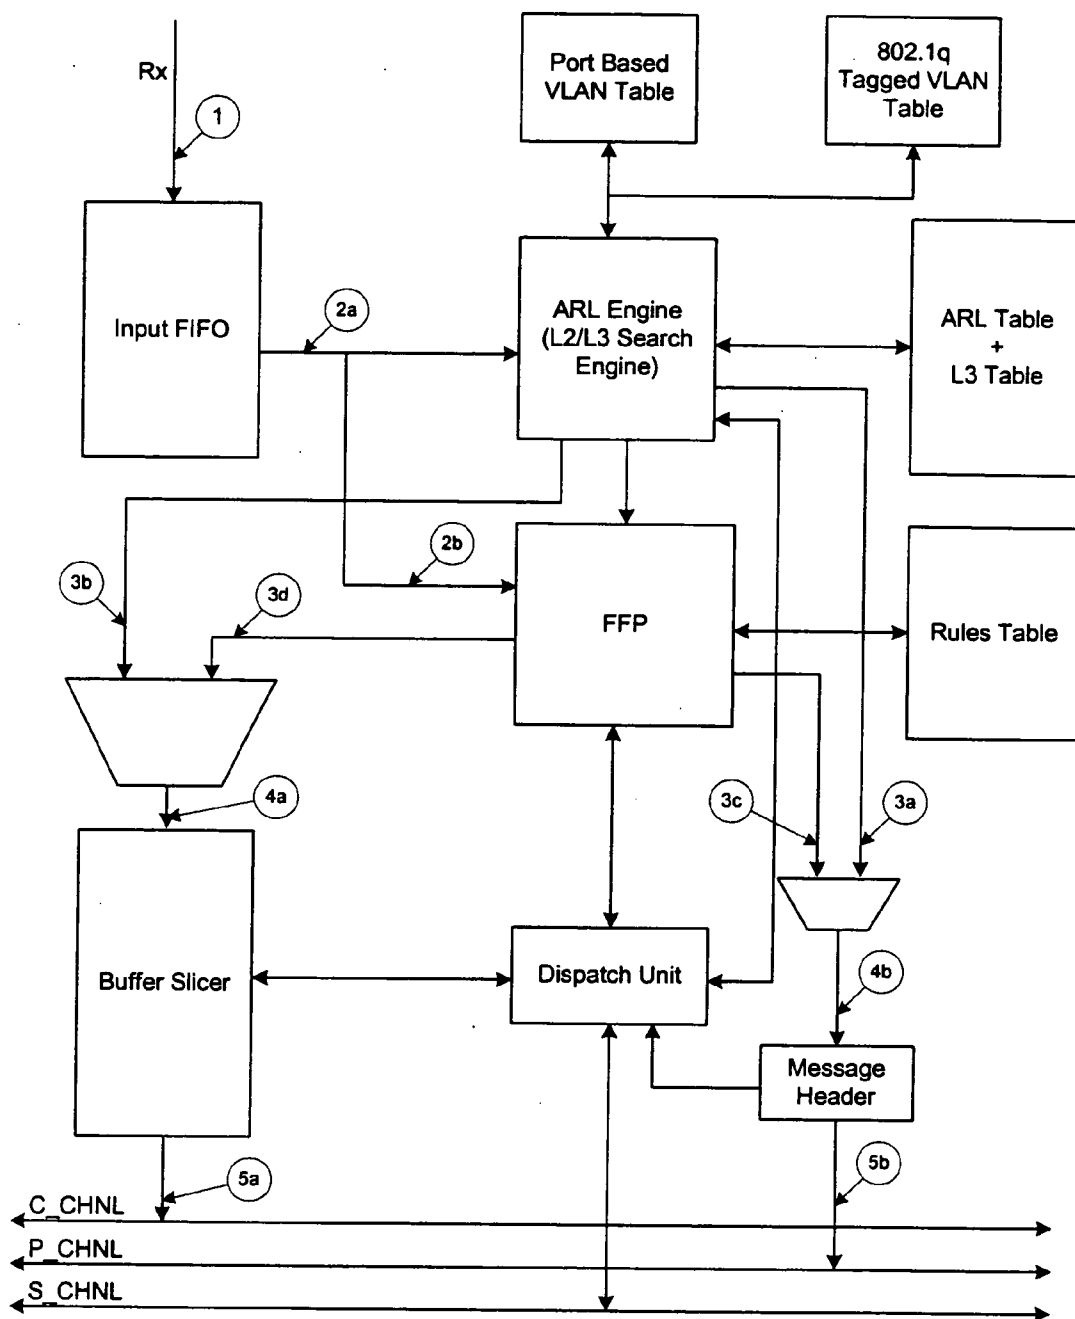 Rx
1
Port Based
VLAN Table
802.1q
Tagged VLAN
Table
Input FIFO
2a
ARL Engine
(L2/L3 Search
Engine)
ARL Table
+
L3 Table
2b
3b
3d
FFP
Rules Table
4a
3c
3a
Buffer Slicer
Dispatch Unit
4b
Message
Header
5a
5b
C_CHNL
P_CHNL
S_CHNL